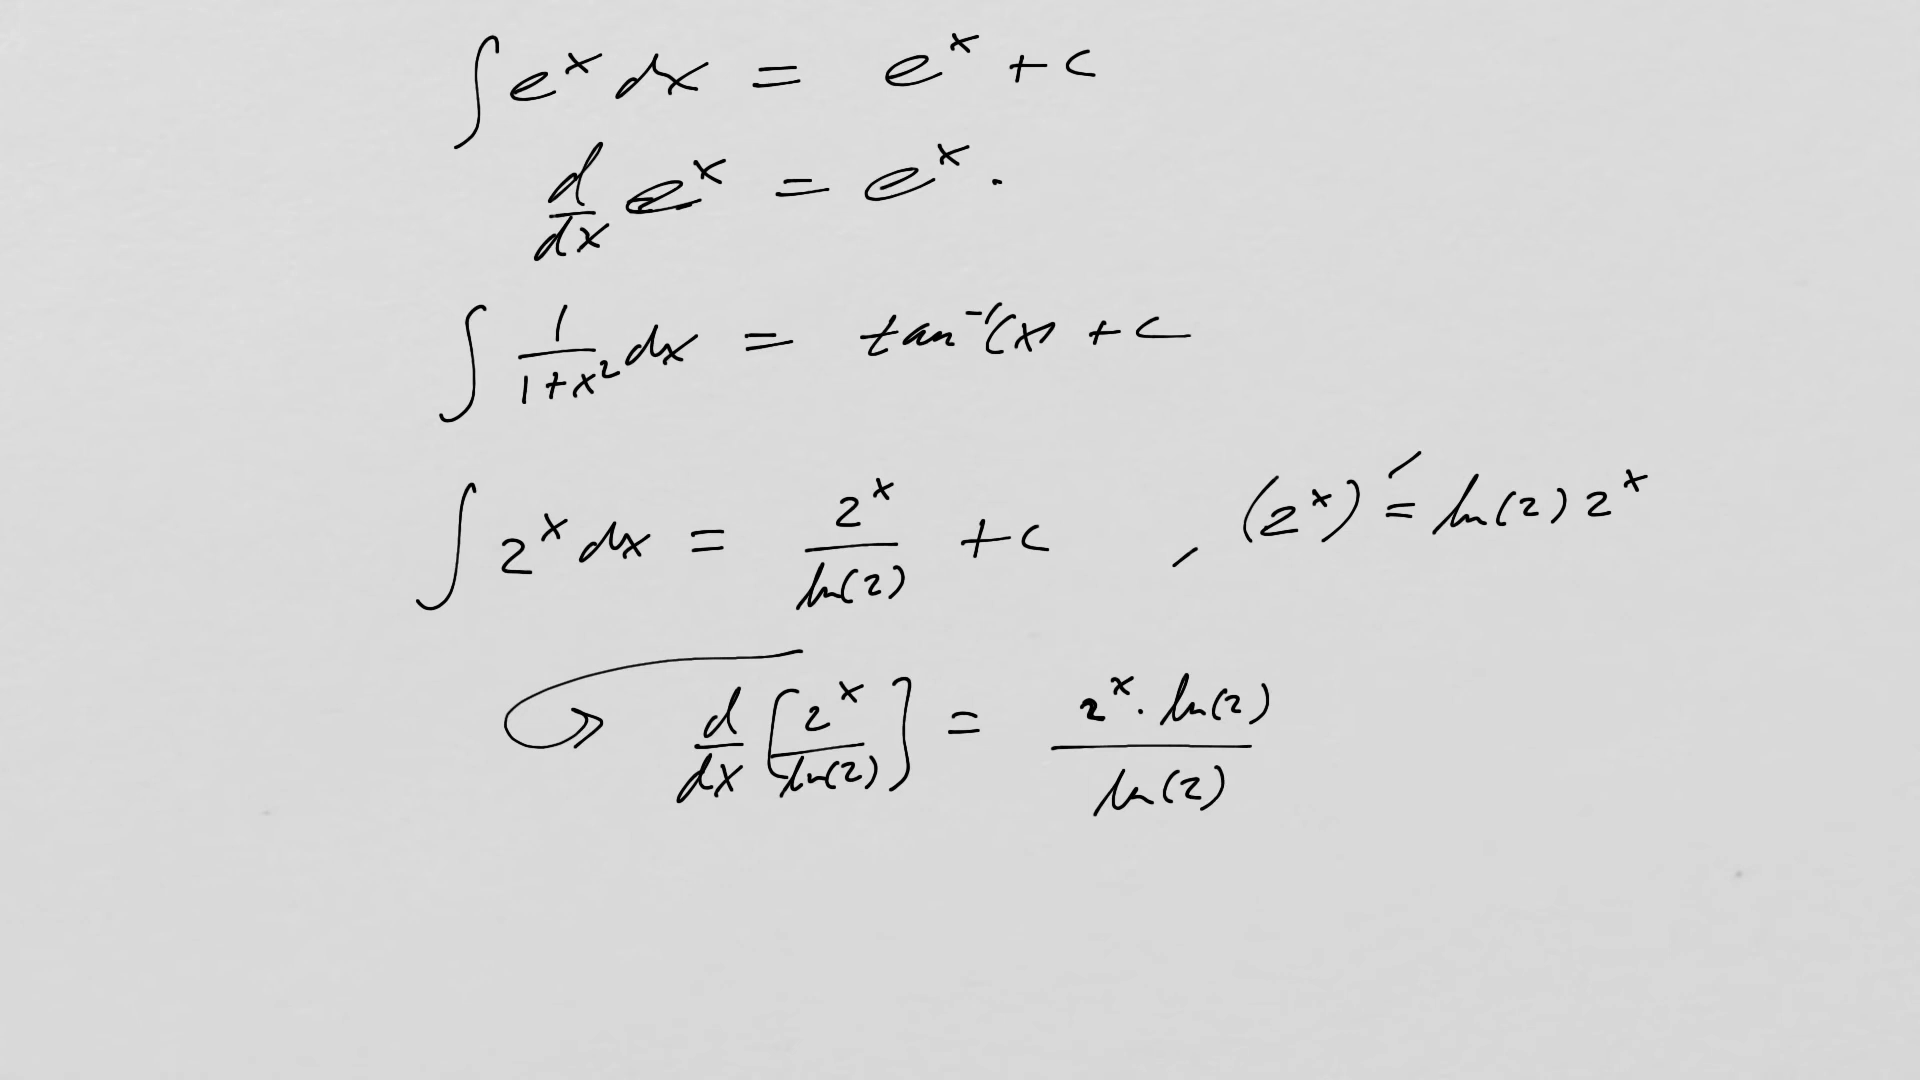 ∫ e^x dx = e^x + c
d/dx e^x = e^x .
∫ 1/(1+x^2) dx = tan^-1(x) + c
∫ 2^x dx = 2^x/ln(2) + c , (2^x)' = ln(2) 2^x
d/dx [2^x/ln(2)] = (2^x · ln(2))/ln(2)